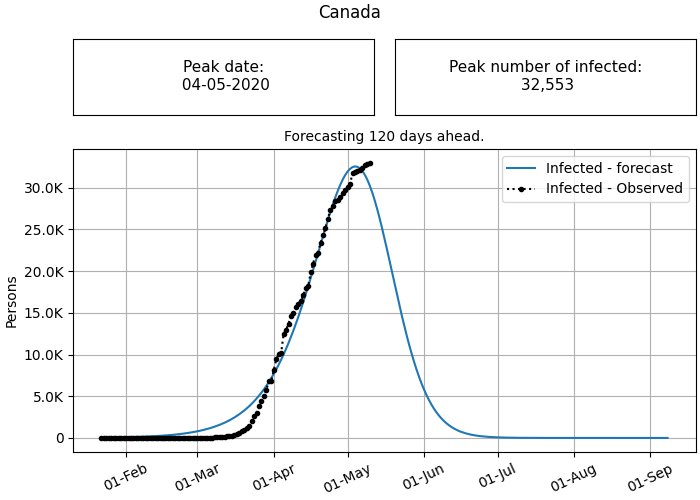 Canada
Peak date:
04-05-2020
Peak number of infected:
32,553
Forecasting 120 days ahead.
Infected - forecast
Infected - Observed
30.0K
25.0K
20.0K
15.0K
10.0K
5.0K
0
Persons
01-Feb
01-Mar
01-Apr
01-May
01-Jun
01-Jul
01-Aug
01-Sep